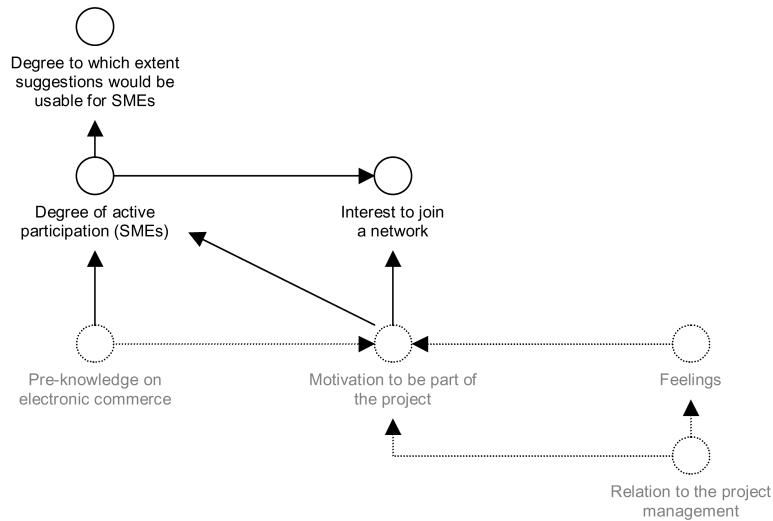 Degree to which extent
suggestions would be
usable for SMEs
Degree of active
participation (SMEs)
Interest to join
a network
Pre-knowledge on
electronic commerce
Motivation to be part of
the project
Feelings
Relation to the project
management